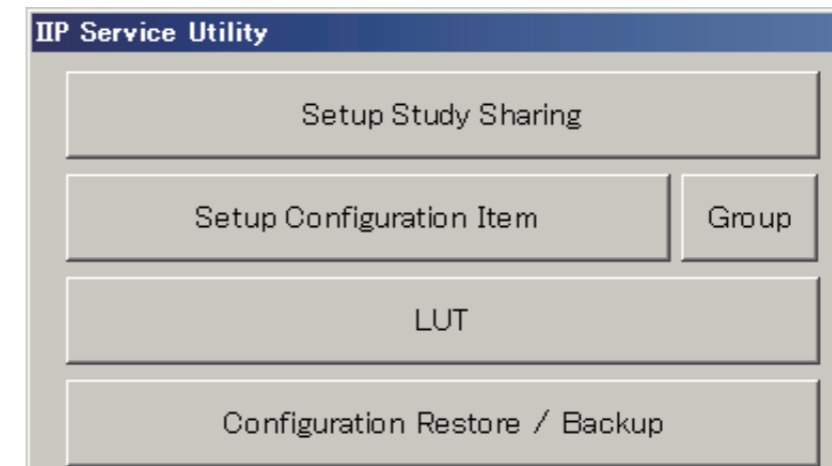 IIP Service Utility
Setup Study Sharing
Setup Configuration Item Group
LUT
Configuration Restore / Backup